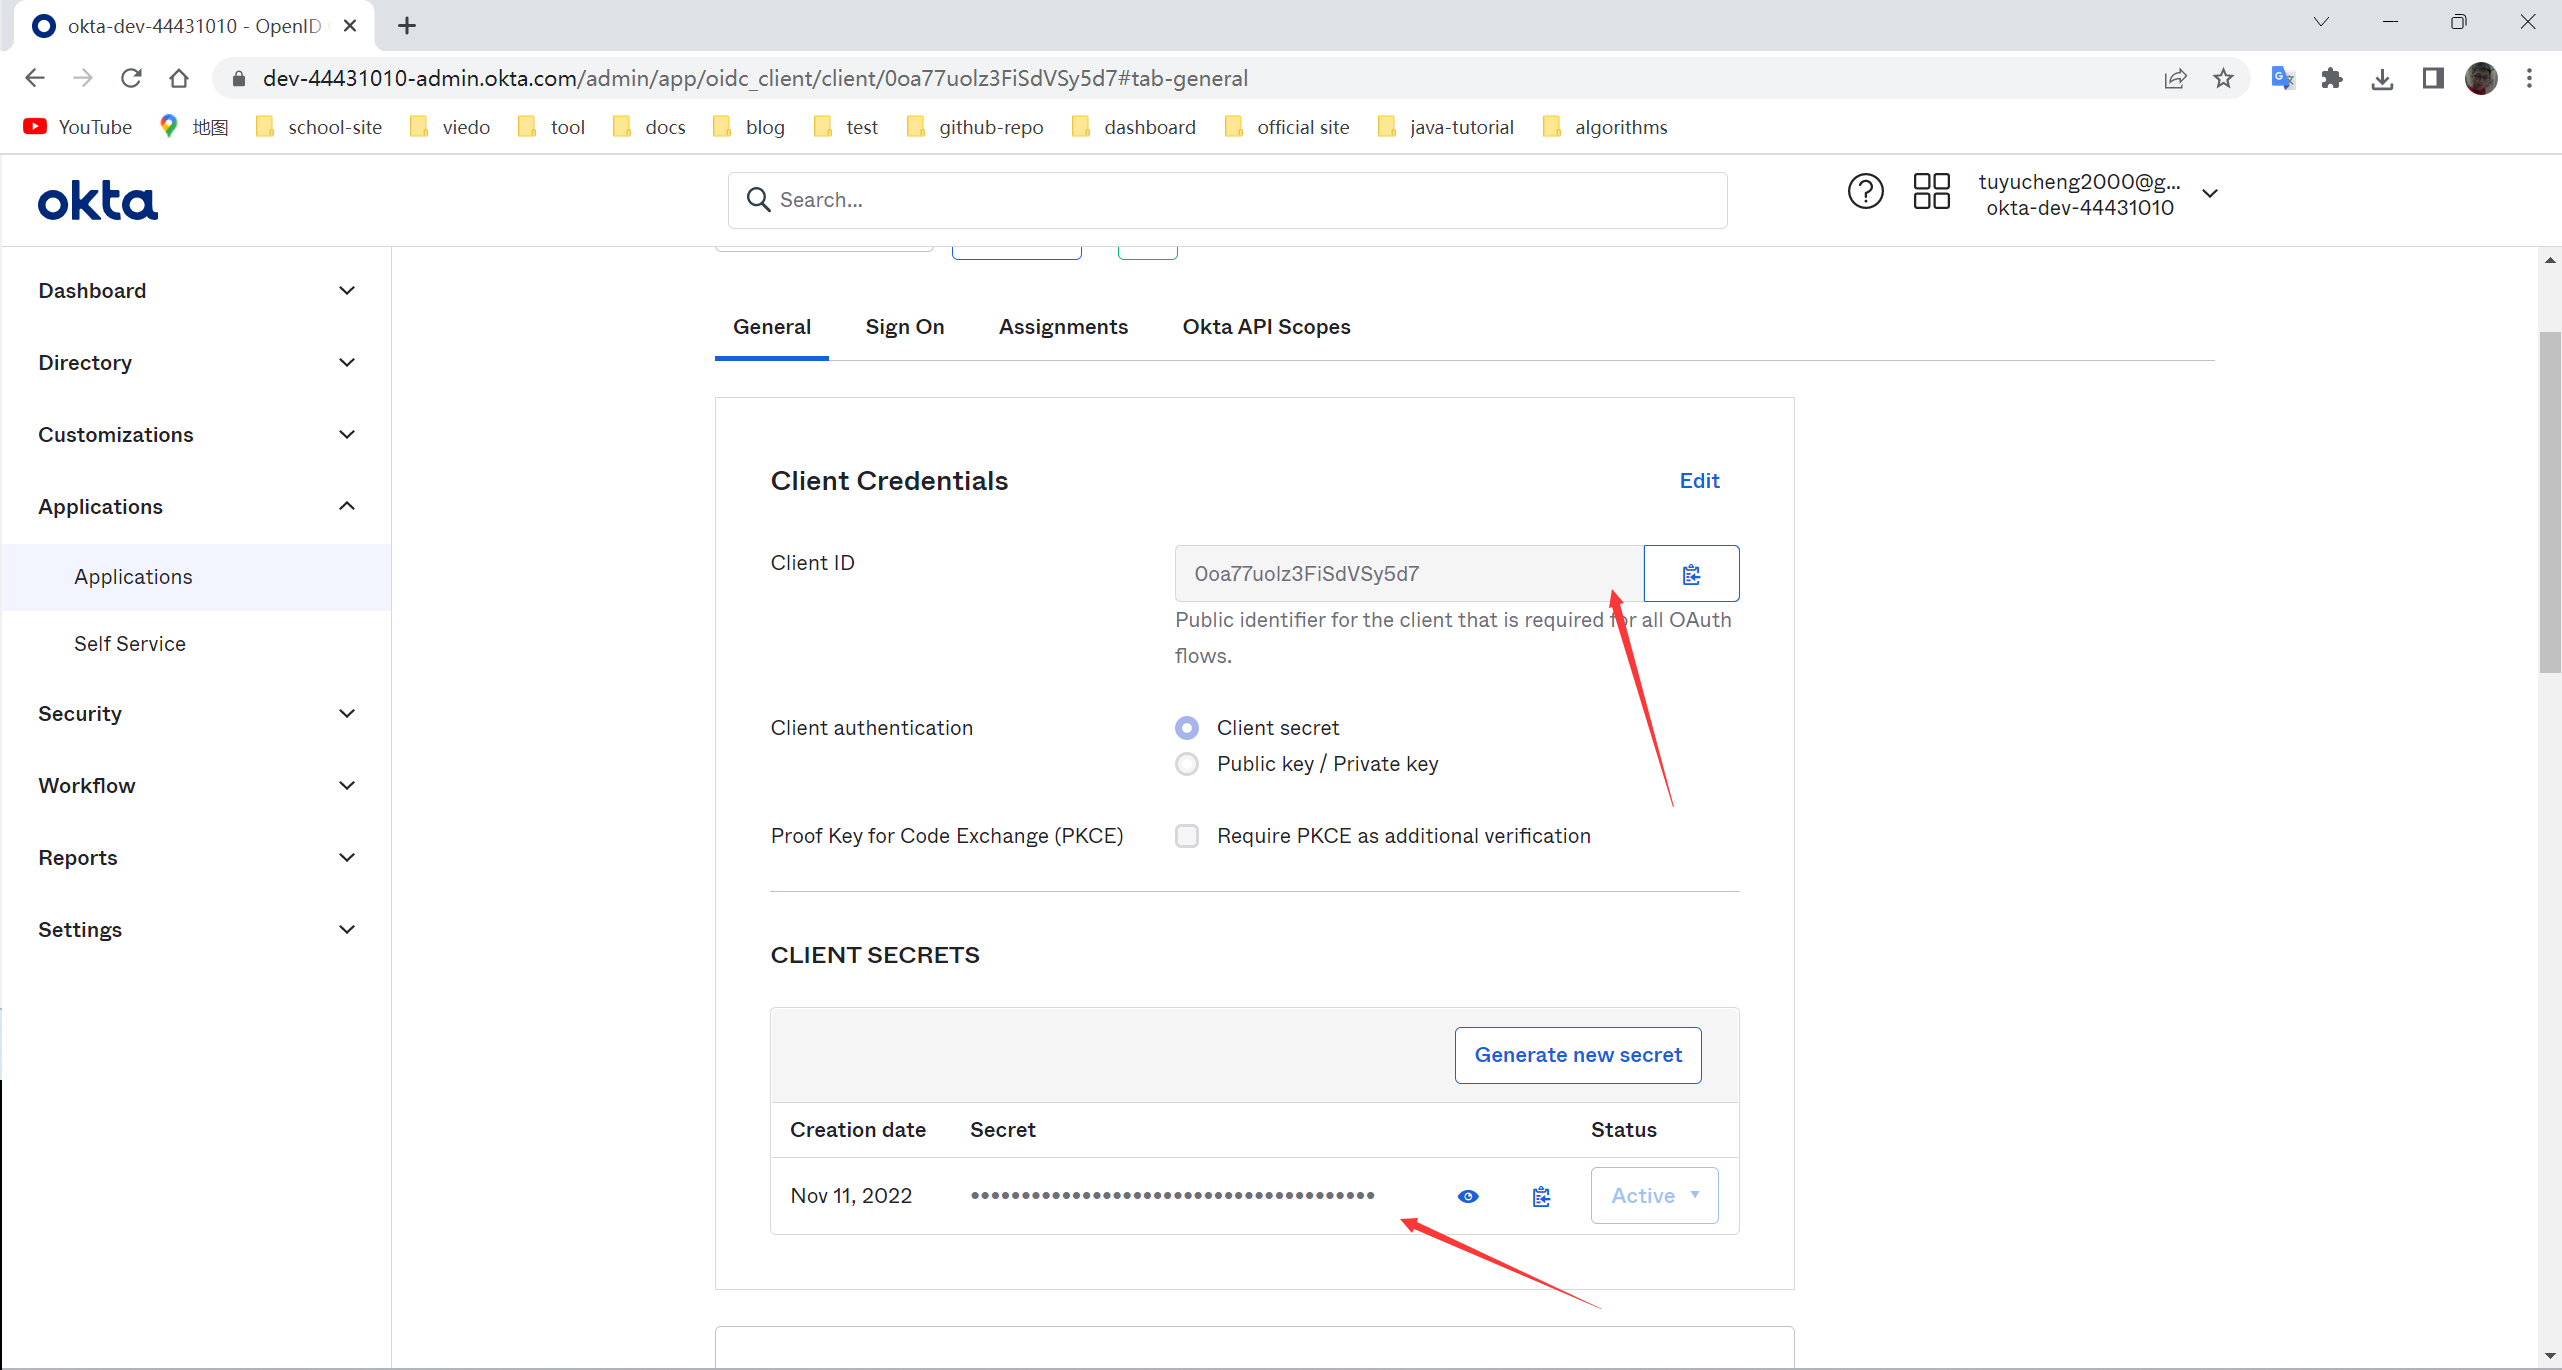 okta-dev-44431010 - OpenID
dev-44431010-admin.okta.com/admin/app/oidc_client/client/0oa77uolz3FiSdVSy5d7#tab-general
YouTube 地图 school-site viedo tool docs blog test github-repo dashboard official site java-tutorial algorithms
okta
Search...
tuyucheng2000@g...
okta-dev-44431010
Dashboard
Directory
Customizations
Applications
Applications
Self Service
Security
Workflow
Reports
Settings
General Sign On Assignments Okta API Scopes
Client Credentials Edit
Client ID 0oa77uolz3FiSdVSy5d7
Public identifier for the client that is required for all OAuth
flows.
Client authentication Client secret
Public key / Private key
Proof Key for Code Exchange (PKCE) Require PKCE as additional verification
CLIENT SECRETS
Generate new secret
Creation date Secret Status
Nov 11, 2022 •••••••••••••••••••••••••••••••••••••••• Active